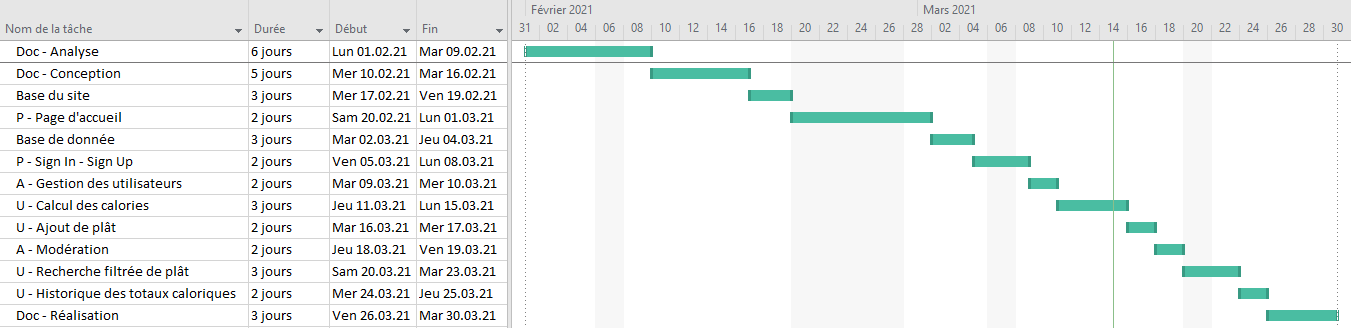 Février 2021 Mars 2021
Nom de la tâche Durée Début Fin 31 02 04 06 08 10 12 14 16 18 20 22 24 26 28 02 04 06 08 10 12 14 16 18 20 22 24 26 28 30
Doc - Analyse 6 jours Lun 01.02.21 Mar 09.02.21
Doc - Conception 5 jours Mer 10.02.21 Mar 16.02.21
Base du site 3 jours Mer 17.02.21 Ven 19.02.21
P - Page d'accueil 2 jours Sam 20.02.21 Lun 01.03.21
Base de donnée 3 jours Mar 02.03.21 Jeu 04.03.21
P - Sign In - Sign Up 2 jours Ven 05.03.21 Lun 08.03.21
A - Gestion des utilisateurs 2 jours Mar 09.03.21 Mer 10.03.21
U - Calcul des calories 3 jours Jeu 11.03.21 Lun 15.03.21
U - Ajout de plât 2 jours Mar 16.03.21 Mer 17.03.21
A - Modération 2 jours Jeu 18.03.21 Ven 19.03.21
U - Recherche filtrée de plât 3 jours Sam 20.03.21 Mar 23.03.21
U - Historique des totaux caloriques 2 jours Mer 24.03.21 Jeu 25.03.21
Doc - Réalisation 3 jours Ven 26.03.21 Mar 30.03.21